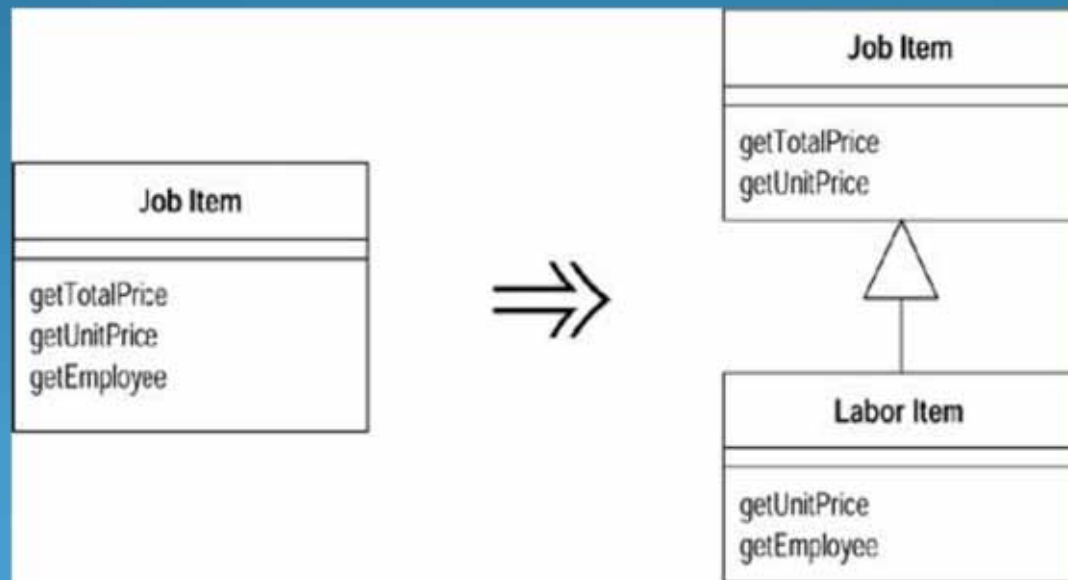 Job Item
getTotalPrice
getUnitPrice
getEmployee
Job Item
getTotalPrice
getUnitPrice
Labor Item
getUnitPrice
getEmployee